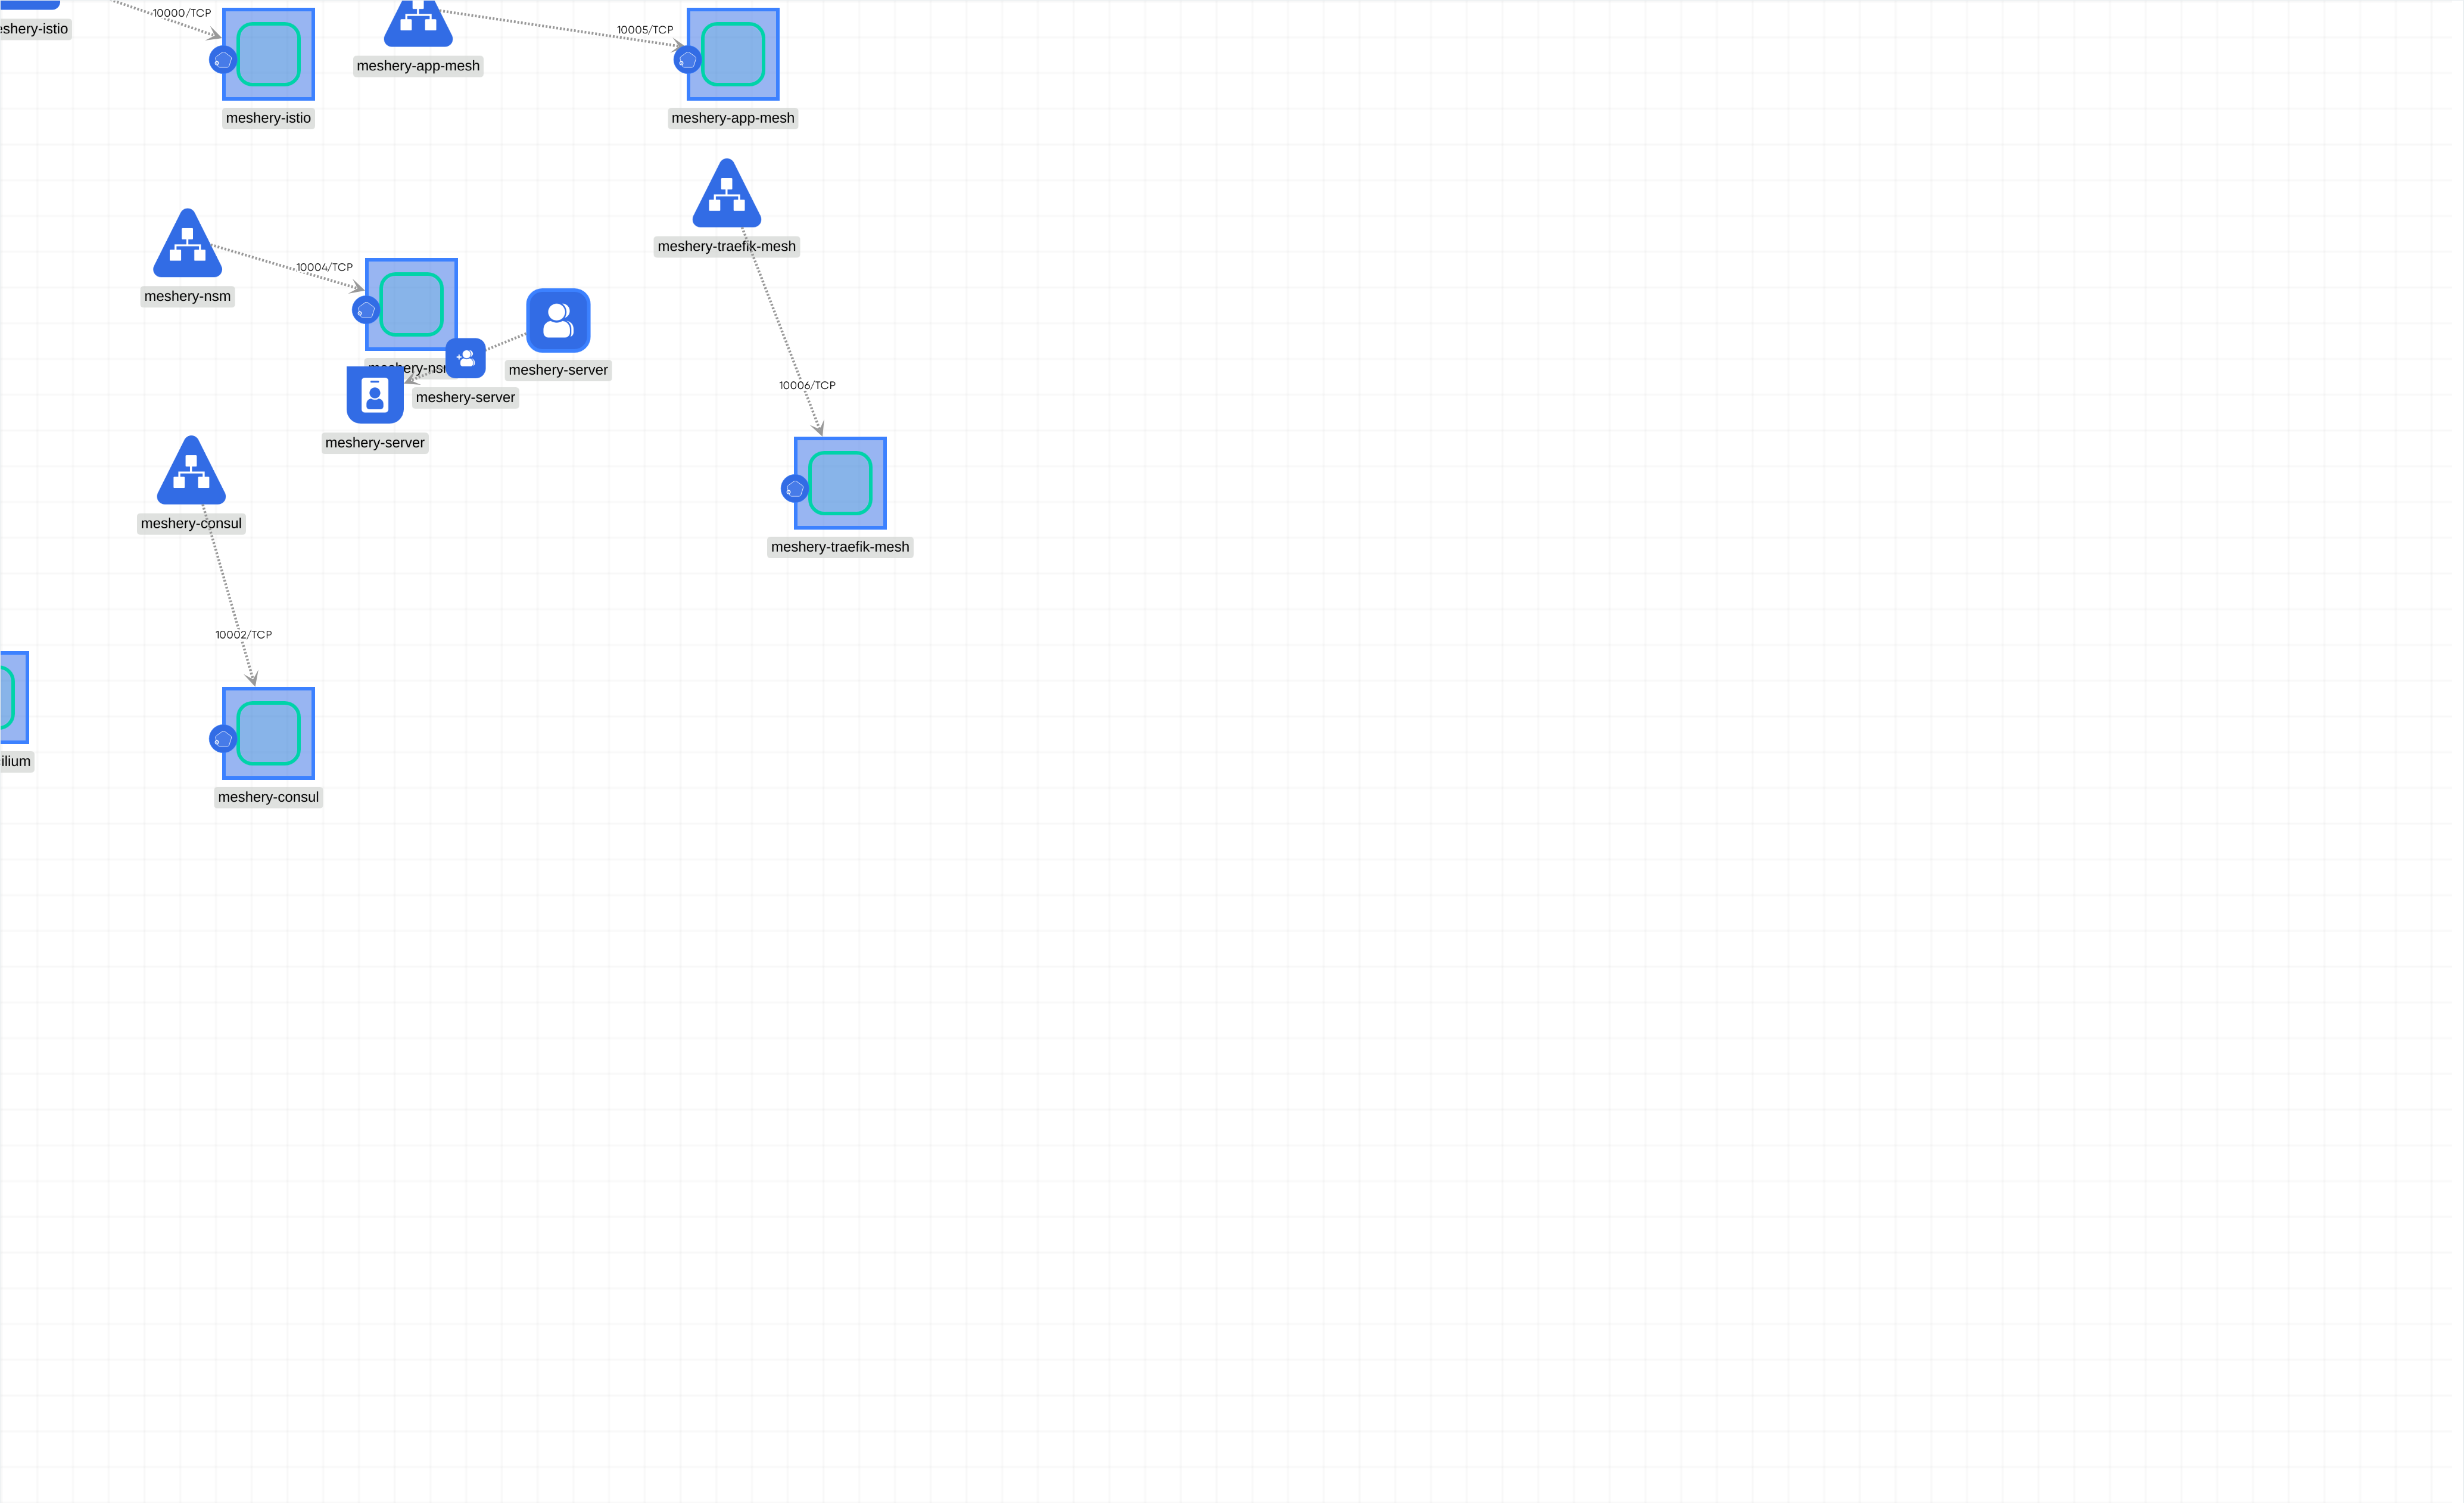 10000/TCP
10005/TCP
shery-istio
meshery-app-mesh
meshery-istio
meshery-app-mesh
meshery-traefik-mesh
10004/TCP
meshery-nsm
meshery-nsm
meshery-server
meshery-server
meshery-server
10006/TCP
meshery-consul
meshery-traefik-mesh
10002/TCP
ilium
meshery-consul